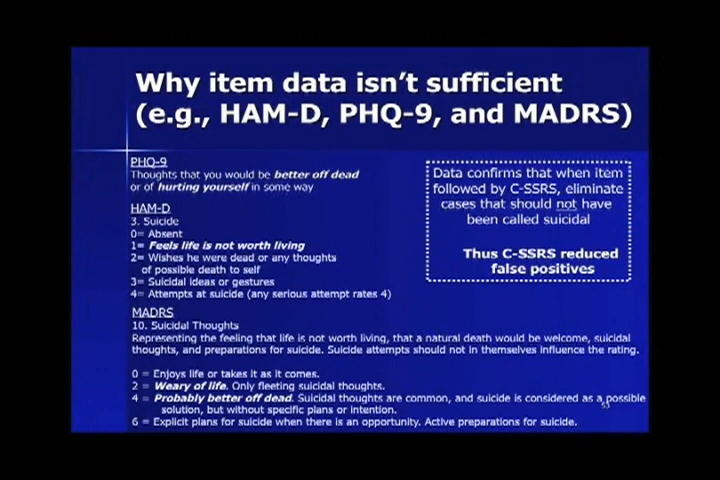 Why item data isn't sufficient
(e.g., HAM-D, PHQ-9, and MADRS)
PHQ-9
Thoughts that you would be better off dead
or of hurting yourself in some way
HAM-D
3. Suicide
0= Absent
1= Feels life is not worth living
2= Wishes he were dead or any thoughts
of possible death to self
3= Suicidal ideas or gestures
4= Attempts at suicide (any serious attempt rates 4)
Data confirms that when item
followed by C-SSRS, eliminate
cases that should not have
been called suicidal
Thus C-SSRS reduced
false positives
MADRS
10. Suicidal Thoughts
Representing the feeling that life is not worth living, that a natural death would be welcome, suicidal
thoughts, and preparations for suicide. Suicide attempts should not in themselves influence the rating.
0 = Enjoys life or takes it as it comes.
2 = Weary of life. Only fleeting suicidal thoughts.
4 = Probably better off dead. Suicidal thoughts are common, and suicide is considered as a possible
solution, but without specific plans or intention.
6 = Explicit plans for suicide when there is an opportunity. Active preparations for suicide.